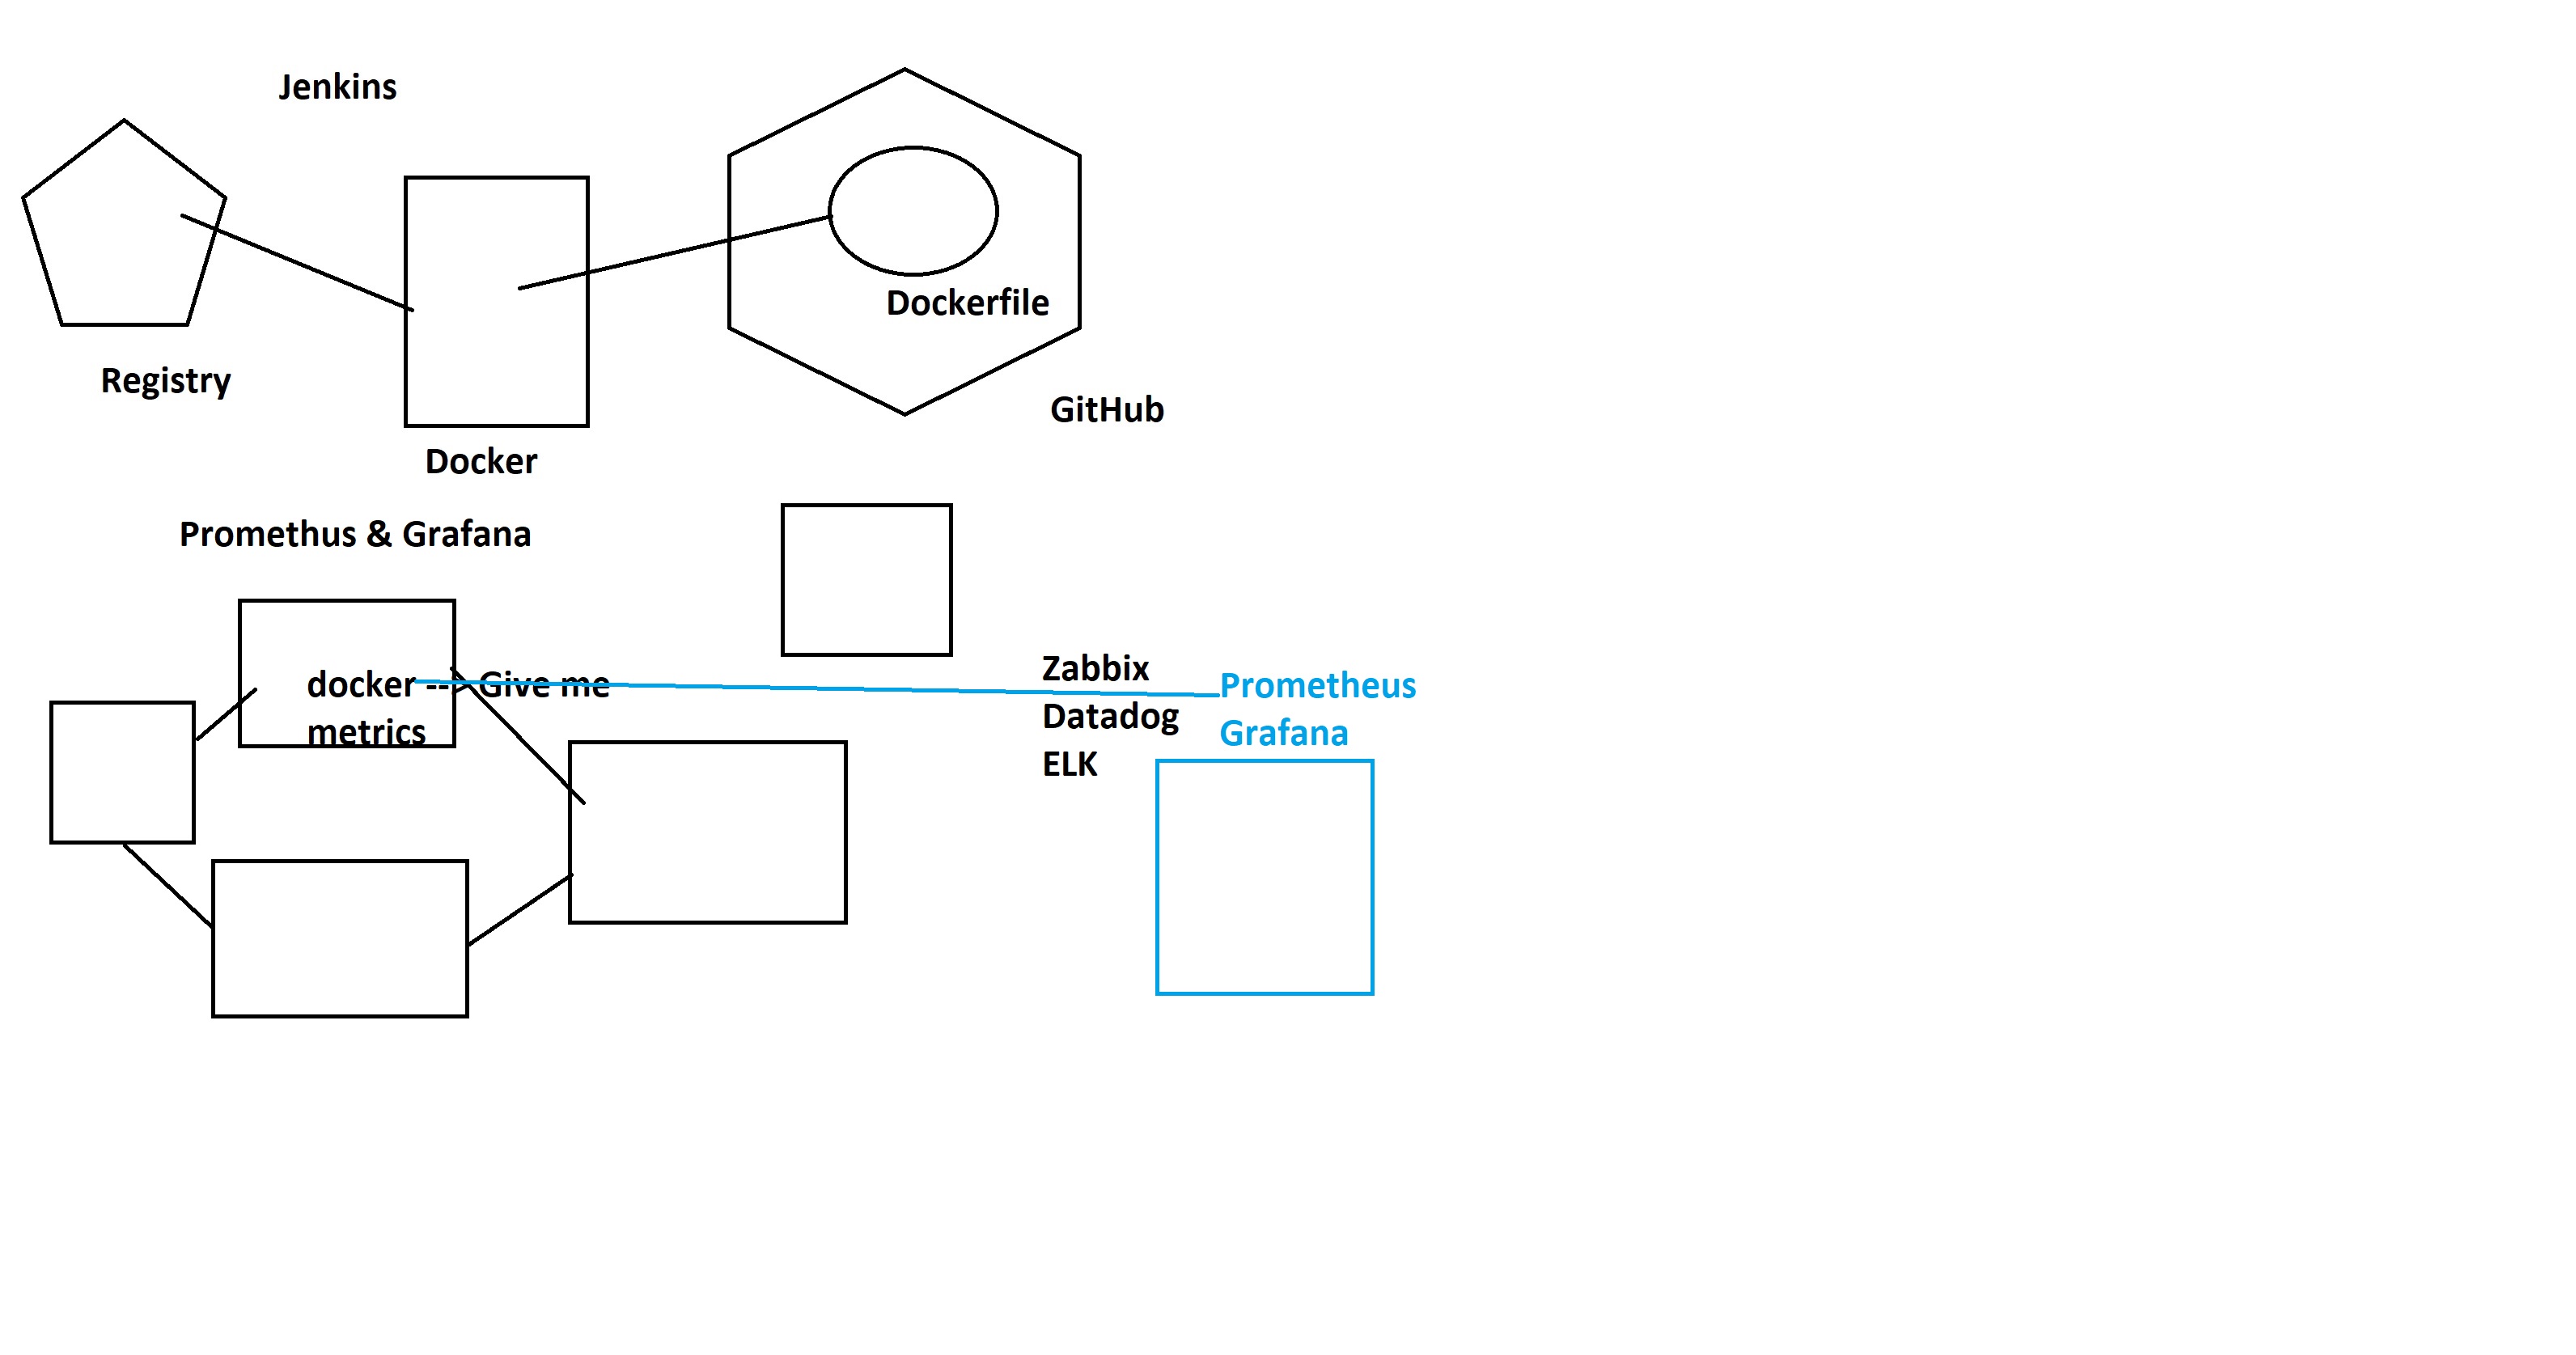 Jenkins
Dockerfile
Registry
GitHub
Docker
Promethus & Grafana
docker --> Give me
metrics
Zabbix
Datadog
ELK
Prometheus
Grafana